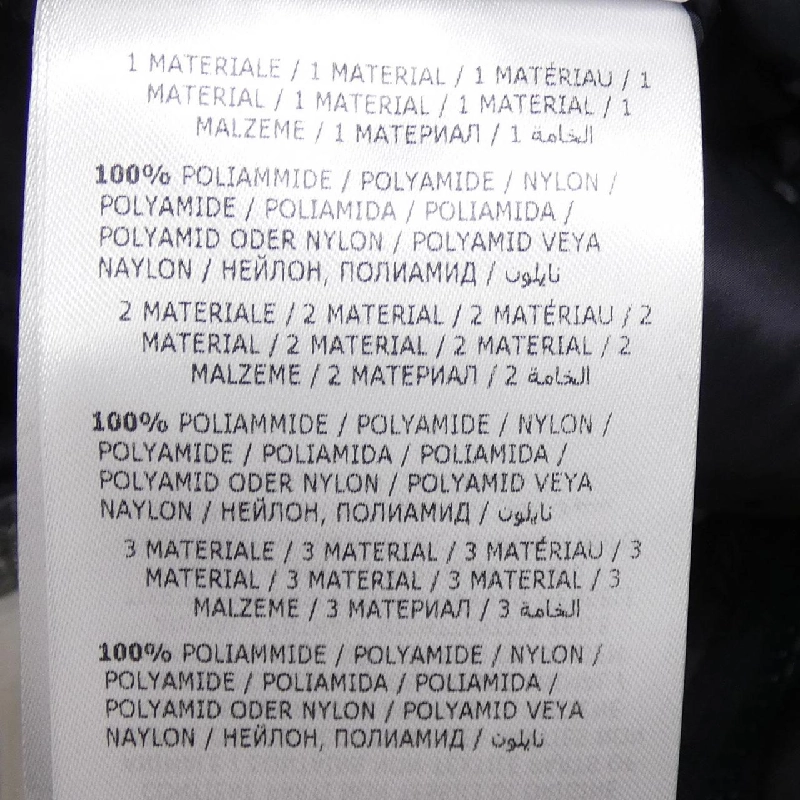 1 MATERIALE / 1 MATERIAL / 1 MATÉRIAU / 1
MATERIAL / 1 MATERIAL / 1 MATERIAL / 1
MALZEME / 1 МАТЕРИАЛ / 1 الخامة
100% POLIAMMIDE / POLYAMIDE / NYLON /
POLYAMIDE / POLIAMIDA / POLIAMIDA /
POLYAMID ODER NYLON / POLYAMID VEYA
NAYLON / НЕЙЛОН, ПОЛИАМИД / نايلون
2 MATERIALE / 2 MATERIAL / 2 MATÉRIAU / 2
MATERIAL / 2 MATERIAL / 2 MATERIAL / 2
MALZEME / 2 МАТЕРИАЛ / 2 الخامة
100% POLIAMMIDE / POLYAMIDE / NYLON /
POLYAMIDE / POLIAMIDA / POLIAMIDA /
POLYAMID ODER NYLON / POLYAMID VEYA
NAYLON / НЕЙЛОН, ПОЛИАМИД / نايلون
3 MATERIALE / 3 MATERIAL / 3 MATÉRIAU / 3
MATERIAL / 3 MATERIAL / 3 MATERIAL / 3
MALZEME / 3 МАТЕРИАЛ / 3 الخامة
100% POLIAMMIDE / POLYAMIDE / NYLON /
POLYAMIDE / POLIAMIDA / POLIAMIDA /
POLYAMID ODER NYLON / POLYAMID VEYA
NAYLON / НЕЙЛОН, ПОЛИАМИД / نايلون